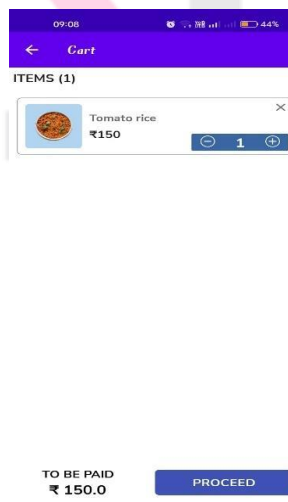 09:08
44%
Cart
ITEMS (1)
Tomato rice
₹150
1
TO BE PAID
₹ 150.0
PROCEED